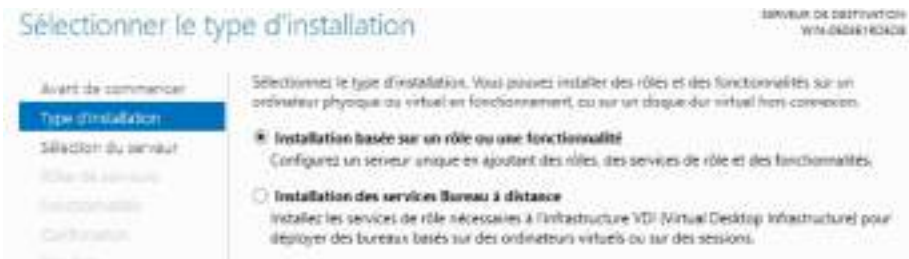 Sélectionner le type d'installation
SERVEUR DE DESTINATION
Avant de commencer
Sélectionnez le type d'installation. Vous pouvez installer des rôles et des fonctionnalités sur un
ordinateur physique ou virtuel en fonctionnement, ou sur un disque dur virtuel hors connexion.
Type d'installation
Sélection du serveur
Installation basée sur un rôle ou une fonctionnalité
Configurez un serveur unique en ajoutant des rôles, des services de rôle et des fonctionnalités.
Rôles de serveurs
Fonctionnalités
Confirmation
Installation des services Bureau à distance
Installez les services de rôle nécessaires à l'infrastructure VDI (Virtual Desktop Infrastructure) pour
déployer des bureaux basés sur des ordinateurs virtuels ou sur des sessions.